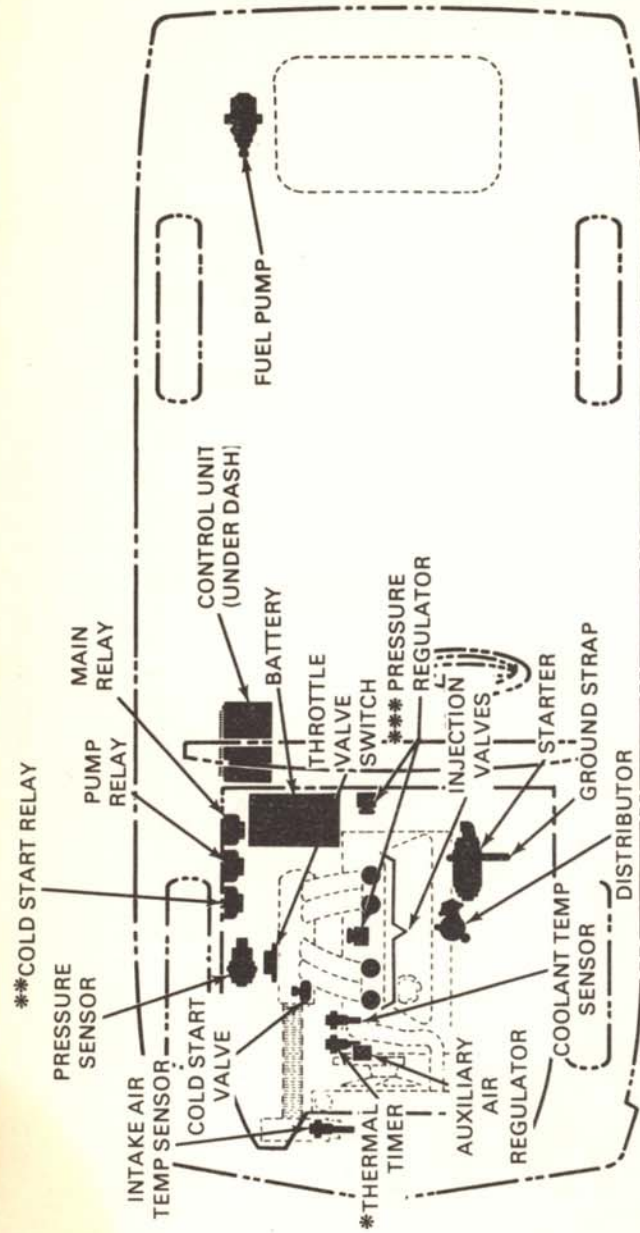 **COLD START RELAY
PRESSURE
SENSOR
PUMP
RELAY
MAIN
RELAY
INTAKE AIR
TEMP SENSOR
COLD START
VALVE
CONTROL UNIT
(UNDER DASH)
BATTERY
THROTTLE
VALVE
SWITCH
FUEL PUMP
*THERMAL
TIMER
AUXILIARY
AIR
REGULATOR
COOLANT TEMP
SENSOR
***PRESSURE
REGULATOR
INJECTION
VALVES
STARTER
GROUND STRAP
DISTRIBUTOR